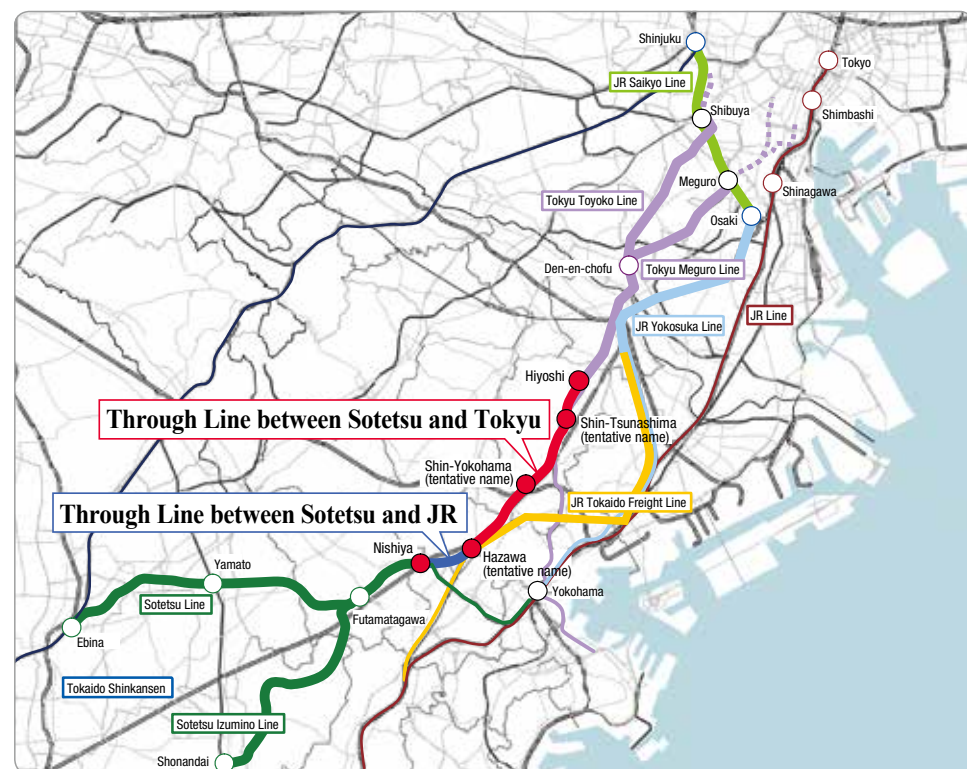 Shinjuku
Tokyo
JR Saikyo Line
Shimbashi
Shibuya
Meguro
Shinagawa
Tokyu Toyoko Line
Osaki
Den-en-chofu
Tokyu Meguro Line
JR Line
JR Yokosuka Line
Hiyoshi
Through Line between Sotetsu and Tokyu
Shin-Tsunashima
(tentative name)
Shin-Yokohama
(tentative name)
JR Tokaido Freight Line
Through Line between Sotetsu and JR
Nishiya
Hazawa
(tentative name)
Yamato
Yokohama
Sotetsu Line
Futamatagawa
Ebina
Tokaido Shinkansen
Sotetsu Izumino Line
Shonandai